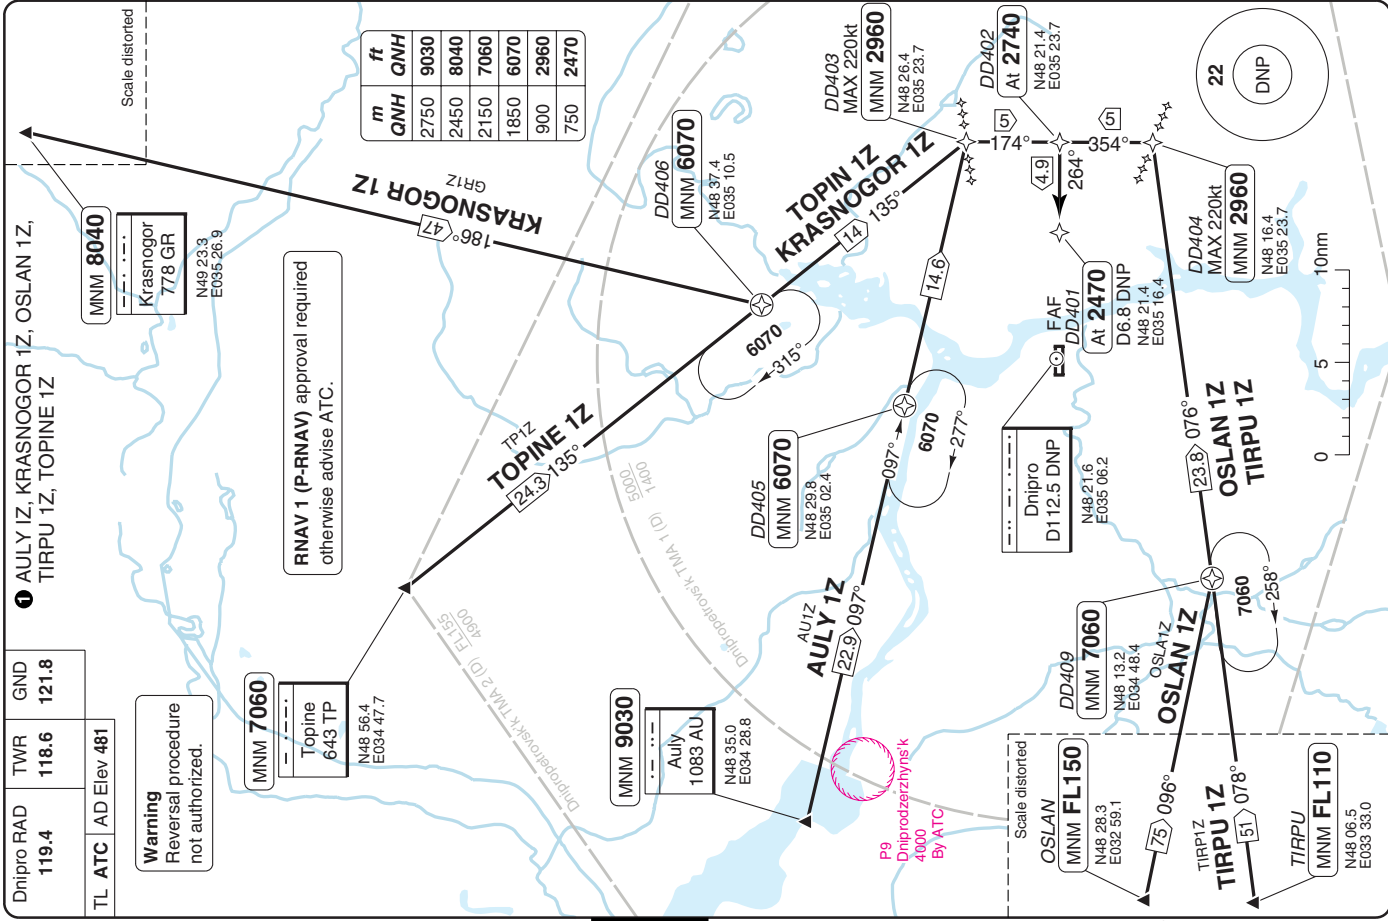 Dnipro RAD
119.4
TWR
118.6
GND
121.8
TL ATC
AD Elev 481
❶ AULY IZ, KRASNOGOR 1Z, OSLAN 1Z,
TIRPU 1Z, TOPINE 1Z
Scale distorted
Warning
Reversal procedure
not authorized.
RNAV 1 (P-RNAV) approval required
otherwise advise ATC.
m
QNH
ft
QNH
2750 9030
2450 8040
2150 7060
1850 6070
900 2960
750 2470
MNM 8040
Krasnogor
778 GR
N49 23.3
E035 26.9
KRASNOGOR 1Z
GR1Z
186°
47
MNM 7060
Topine
643 TP
N48 56.4
E034 47.7
TP1Z
TOPINE 1Z
24.3
135°
DD406
MNM 6070
N48 37.4
E035 10.5
6070
315°
TOPIN 1Z
KRASNOGOR 1Z
14
135°
DD403
MAX 220kt
MNM 2960
N48 26.4
E035 23.7
DD402
At 2740
N48 21.4
E035 23.7
5
174°
5
354°
4.9
264°
22
DNP
Dnipropetrovs'k TMA 2 (D) FL155
4900
Dnipropetrovs'k TMA 1 (D) 5000
1400
MNM 9030
Auly
1083 AU
N48 35.0
E034 28.8
AU1Z
AULY 1Z
22.9
097°
DD405
MNM 6070
N48 29.8
E035 02.4
097°
6070
277°
14.6
FAF
DD401
At 2470
D6.8 DNP
N48 21.4
E035 16.4
Dnipro
D112.5 DNP
N48 21.6
E035 06.2
DD404
MAX 220kt
MNM 2960
N48 16.4
E035 23.7
P9
Dniprodzerzhyns'k
4000
By ATC
DD409
MNM 7060
N48 13.2
E034 48.4
7060
258°
23.8
076°
OSLAN 1Z
TIRPU 1Z
OSLA1Z
OSLAN 1Z
Scale distorted
OSLAN
MNM FL150
N48 28.3
E032 59.1
75
096°
TIRP1Z
TIRPU 1Z
51
078°
TIRPU
MNM FL110
N48 06.5
E033 33.0
0 5 10nm